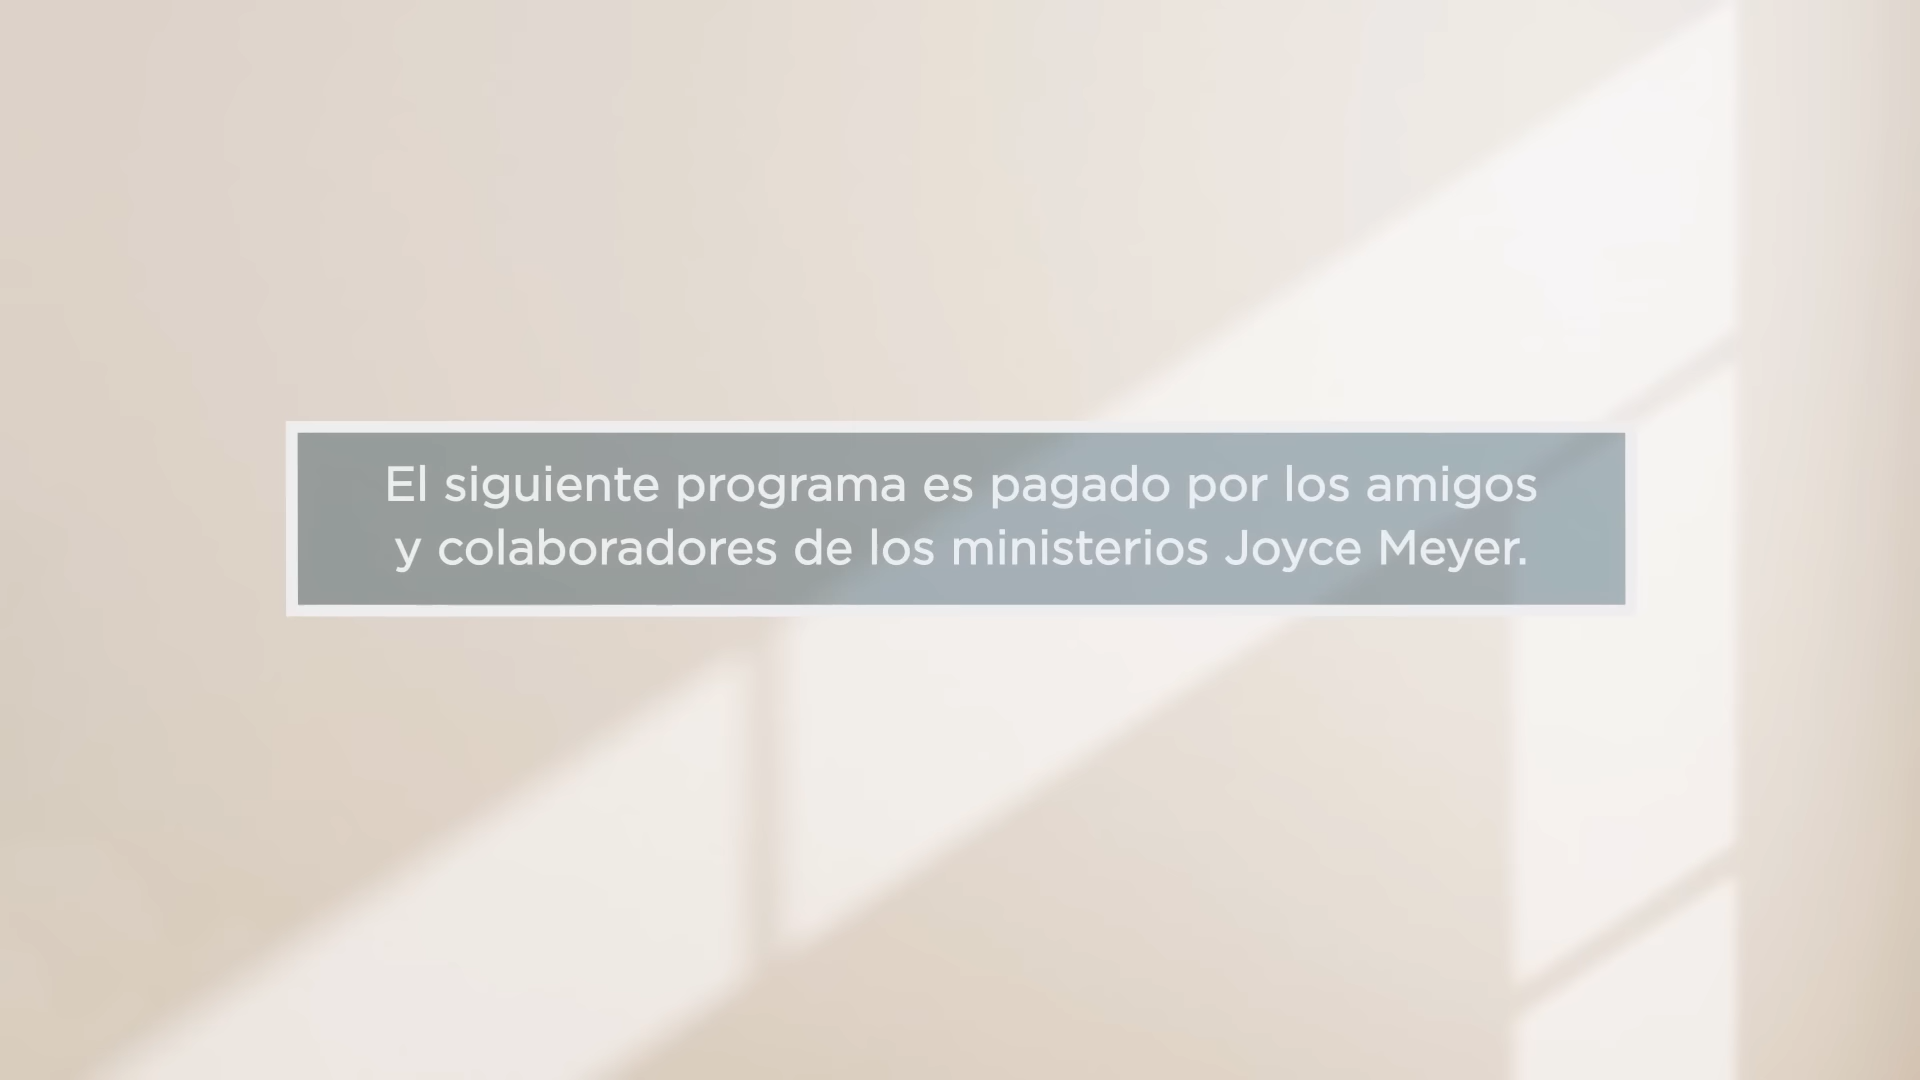 El siguiente programa es pagado por los amigos
y colaboradores de los ministerios Joyce Meyer.